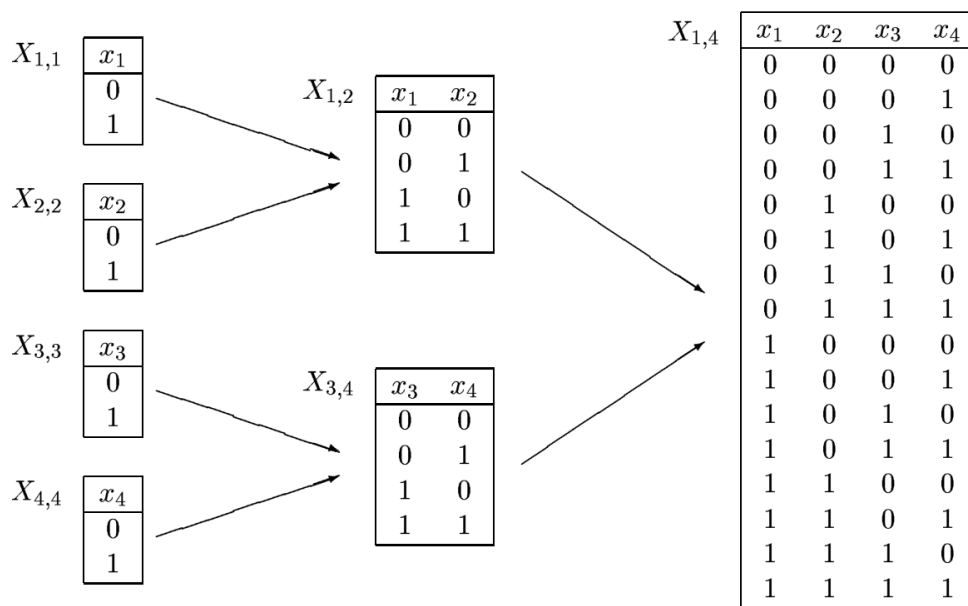 X1,1
x1
0
1
X2,2
x2
0
1
X3,3
x3
0
1
X4,4
x4
0
1
X1,2
x1 x2
0 0
0 1
1 0
1 1
X3,4
x3 x4
0 0
0 1
1 0
1 1
X1,4
x1 x2 x3 x4
0 0 0 0
0 0 0 1
0 0 1 0
0 0 1 1
0 1 0 0
0 1 0 1
0 1 1 0
0 1 1 1
1 0 0 0
1 0 0 1
1 0 1 0
1 0 1 1
1 1 0 0
1 1 0 1
1 1 1 0
1 1 1 1